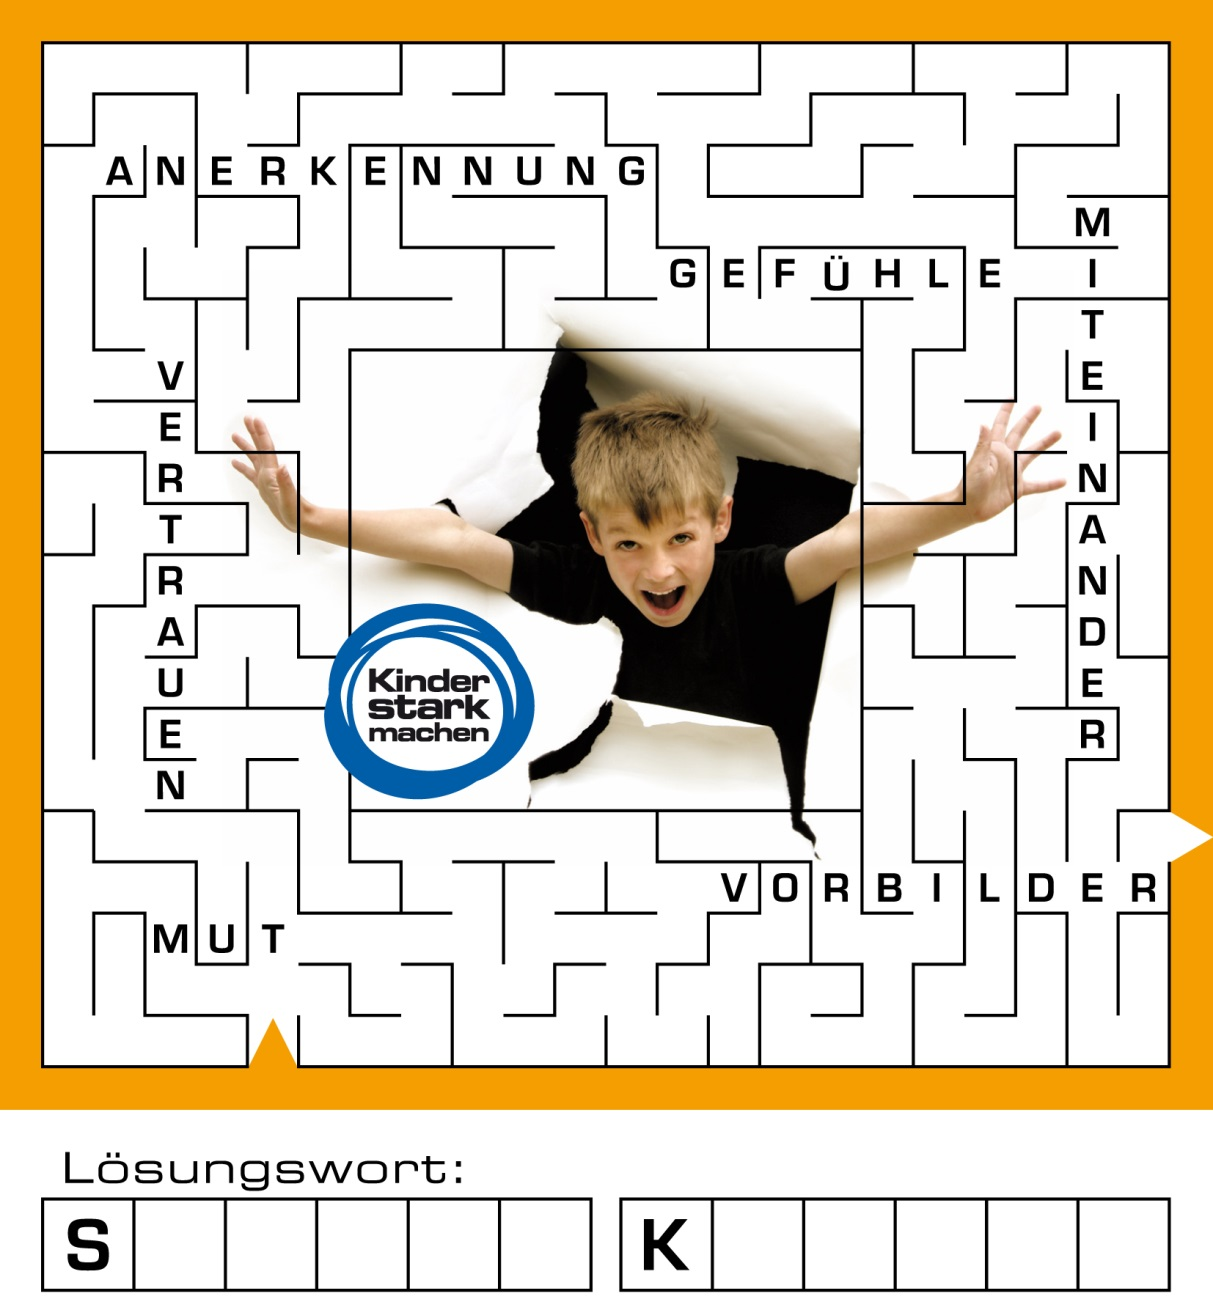 ANERKENNUNG
MITEINANDER
GEFÜHLE
VERTRAUEN
Kinder
stark
machen
VORBILDER
MUT
Lösungswort:
S K